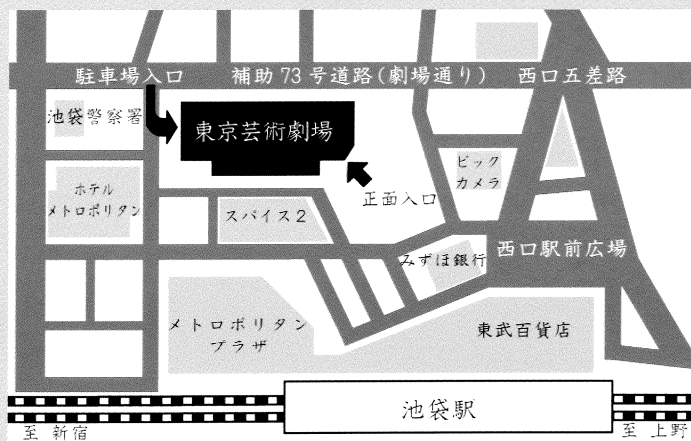 駐車場入口
補助73号道路(劇場通り)
西口五差路
池袋警察署
東京芸術劇場
ビック
カメラ
ホテル
メトロポリタン
正面入口
スパイス2
西口駅前広場
みずほ銀行
メトロポリタン
プラザ
東武百貨店
池袋駅
至 新宿
至 上野